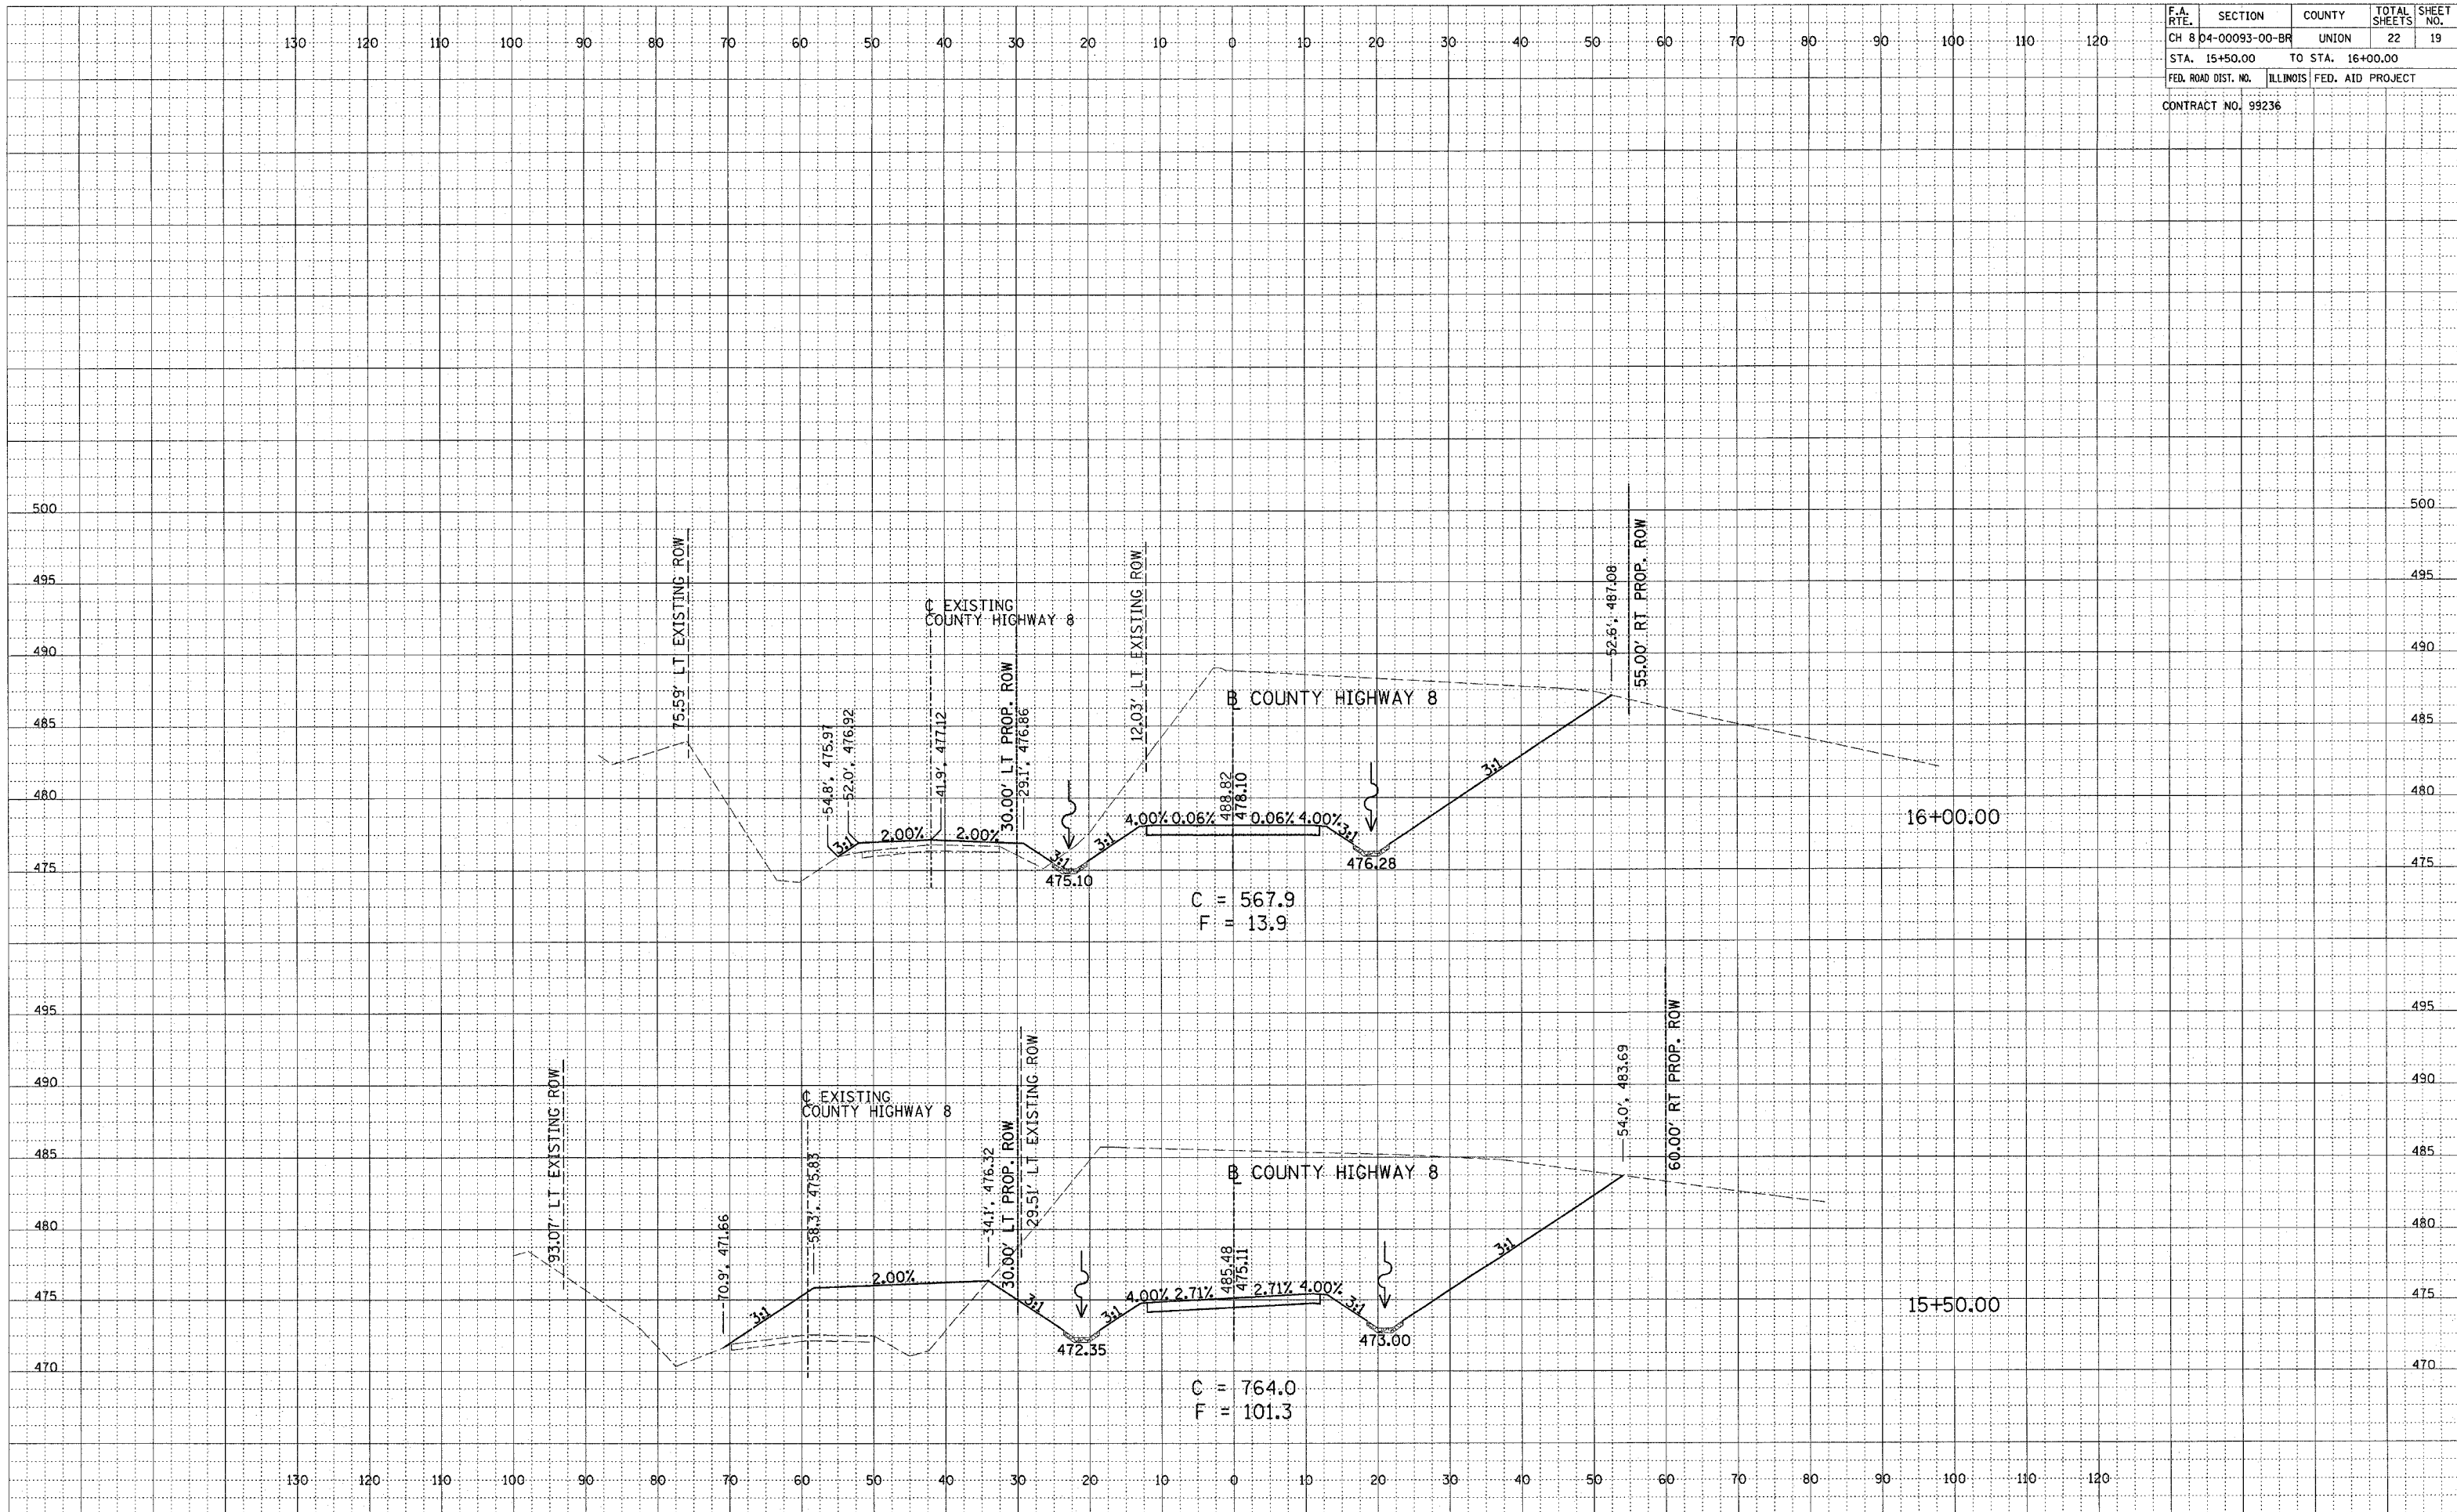 F.A. RTE. SECTION COUNTY TOTAL SHEETS SHEET NO.
CH 8 04-00093-00-BR UNION 22 19
STA. 15+50.00 TO STA. 16+00.00
FED. ROAD DIST. NO. ILLINOIS FED. AID PROJECT
CONTRACT NO. 99236
130 120 110 100 90 80 70 60 50 40 30 20 10 0 10 20 30 40 50 60 70 80 90 100 110 120
500 500
495 495
490 490
485 485
480 480
475 475
75.59' LT EXISTING ROW
℄ EXISTING
COUNTY HIGHWAY 8
12.03' LT EXISTING ROW
52.6', 487.08
55.00' RT PROP. ROW
54.8', 475.97
52.0', 476.92
41.9', 477.12
30.00' LT PROP. ROW
29.1', 476.86
B COUNTY HIGHWAY 8
488.82
478.10
3:1 2.00% 2.00% 3:1 3:1 4.00% 0.06% 0.06% 4.00% 3:1 3:1
475.10
476.28
16+00.00
C = 567.9
F = 13.9
495 495
490 490
485 485
480 480
475 475
470 470
93.07' LT EXISTING ROW
℄ EXISTING
COUNTY HIGHWAY 8
29.51' LT EXISTING ROW
54.0', 483.69
60.00' RT PROP. ROW
70.9', 471.66
58.3', 475.83
34.1', 476.32
30.00' LT PROP. ROW
B COUNTY HIGHWAY 8
485.48
475.11
3:1 2.00% 3:1 3:1 4.00% 2.71% 2.71% 4.00% 3:1 3:1
472.35
473.00
15+50.00
C = 764.0
F = 101.3
130 120 110 100 90 80 70 60 50 40 30 20 10 0 10 20 30 40 50 60 70 80 90 100 110 120